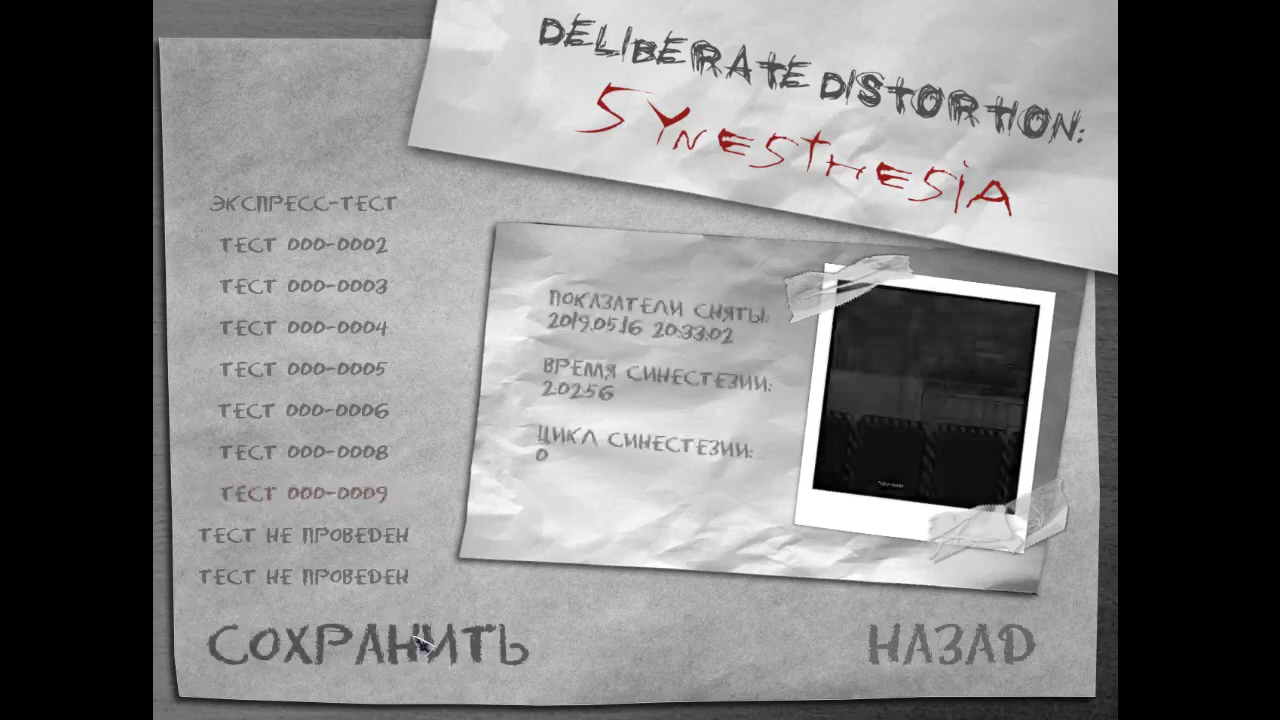 DELIBERATE DISTORTION:
SYNESTHESIA
ЭКСПРЕСС-ТЕСТ
ТЕСТ 000-0002
ТЕСТ 000-0003
ТЕСТ 000-0004
ТЕСТ 000-0005
ТЕСТ 000-0006
ТЕСТ 000-0008
ТЕСТ 000-0009
ТЕСТ НЕ ПРОВЕДЕН
ТЕСТ НЕ ПРОВЕДЕН
ПОКАЗАТЕЛИ СНЯТЫ:
2019.05.16 20:33:02
ВРЕМЯ СИНЕСТЕЗИИ:
2:02:56
ЦИКЛ СИНЕСТЕЗИИ:
0
СОХРАНИТЬ
НАЗАД